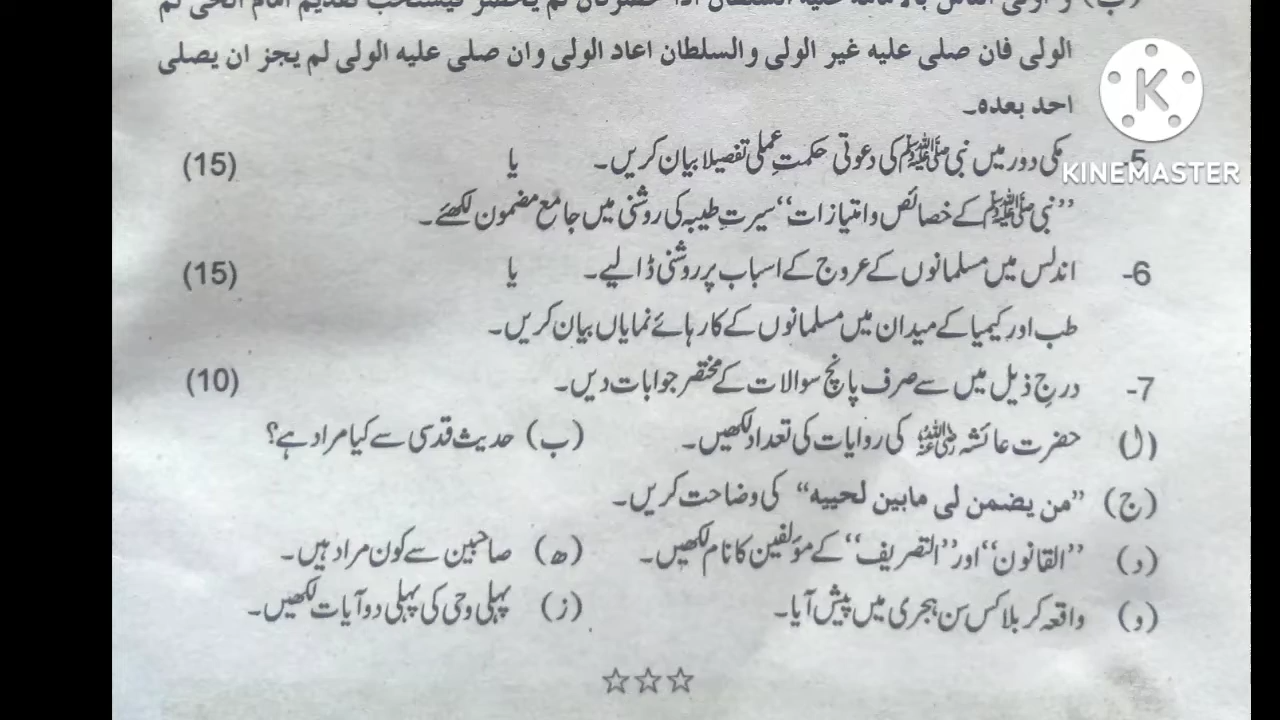 الولی فان صلی علیه غیر الولی والسلطان اعاد الولی وان صلی علیه الولی لم یجز ان یصلی
احد بعده۔
K
KINEMASTER
5- مکی دور میں نبی ﷺ کی دعوتی حکمتِ عملی تفصیلا بیان کریں۔ یا (15)
”نبی ﷺ کے خصائص و امتیازات“ سیرتِ طیبہ کی روشنی میں جامع مضمون لکھئے۔
6- اندلس میں مسلمانوں کے عروج کے اسباب پر روشنی ڈالیے۔ یا (15)
طب اور کیمیا کے میدان میں مسلمانوں کے کارہائے نمایاں بیان کریں۔
7- درج ذیل میں سے صرف پانچ سوالات کے مختصر جوابات دیں۔ (10)
(ا) حضرت عائشہ رضی اللہ عنہا کی روایات کی تعداد لکھیں۔ (ب) حدیث قدسی سے کیا مراد ہے؟
(ج) ”من یضمن لی مابین لحییه“ کی وضاحت کریں۔
(د) ”القانون“ اور ”التصریف“ کے مؤلفین کا نام لکھیں۔ (ھ) صاحبین سے کون مراد ہیں۔
(و) واقعہ کربلا کس سن ہجری میں پیش آیا۔ (ز) پہلی وحی کی پہلی دو آیات لکھیں۔
☆☆☆